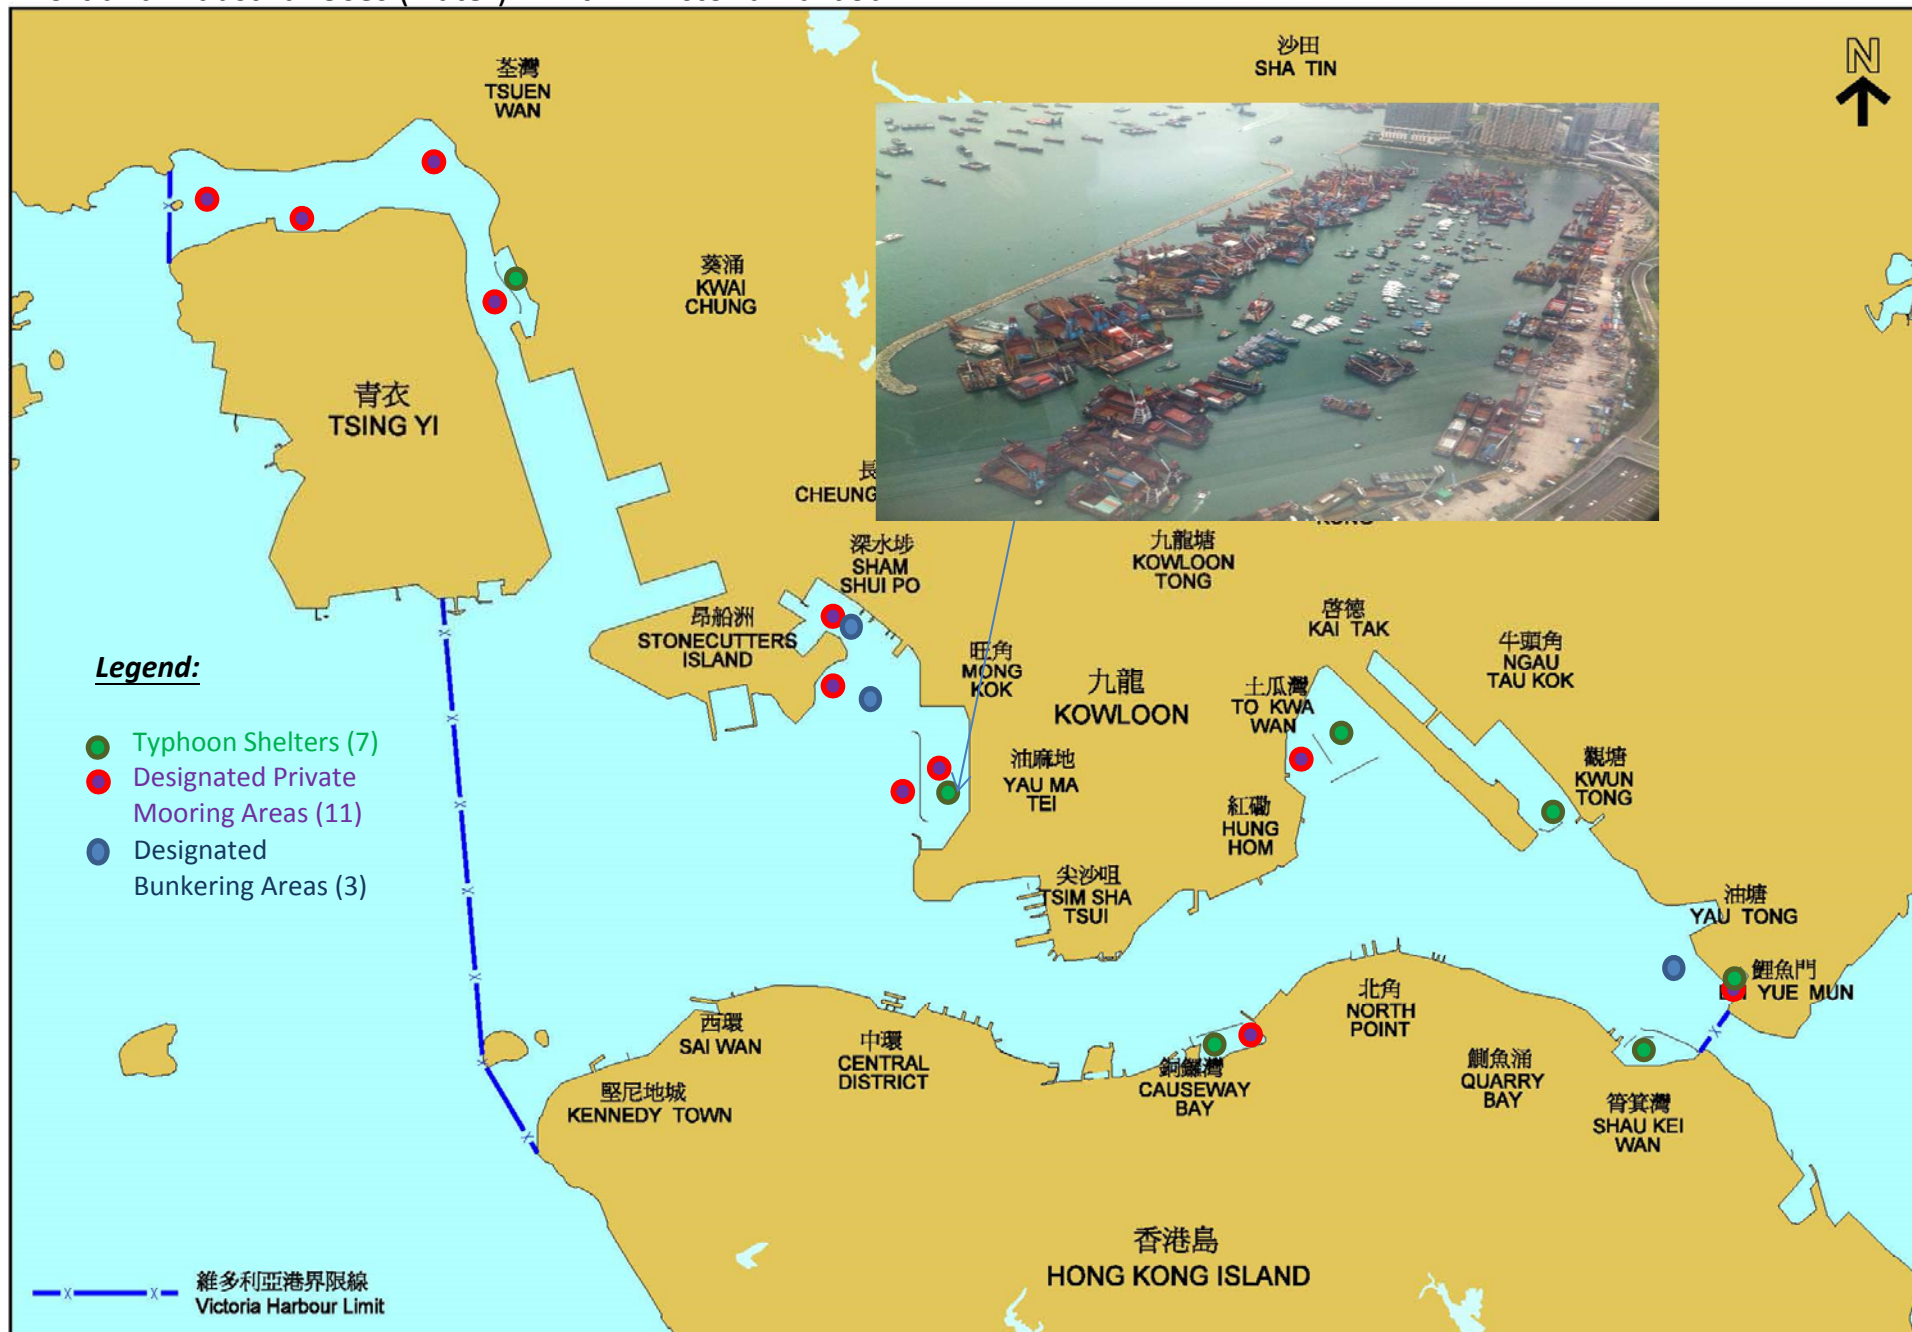 沙田
SHA TIN
N
荃灣
TSUEN
WAN
葵涌
KWAI
CHUNG
青衣
TSING YI
長
CHEUNG
深水埗
SHAM
SHUI PO
九龍塘
KOWLOON
TONG
昂船洲
STONECUTTERS
ISLAND
旺角
MONG
KOK
九龍
KOWLOON
啓德
KAI TAK
土瓜灣
TO KWA
WAN
牛頭角
NGAU
TAU KOK
觀塘
KWUN
TONG
油麻地
YAU MA
TEI
紅磡
HUNG
HOM
尖沙咀
TSIM SHA
TSUI
油塘
YAU TONG
鯉魚門
YUE MUN
Legend:
Typhoon Shelters (7)
Designated Private
Mooring Areas (11)
Designated
Bunkering Areas (3)
西環
SAI WAN
中環
CENTRAL
DISTRICT
北角
NORTH
POINT
銅鑼灣
CAUSEWAY
BAY
鰂魚涌
QUARRY
BAY
筲箕灣
SHAU KEI
WAN
堅尼地城
KENNEDY TOWN
香港島
HONG KONG ISLAND
維多利亞港界限線
Victoria Harbour Limit